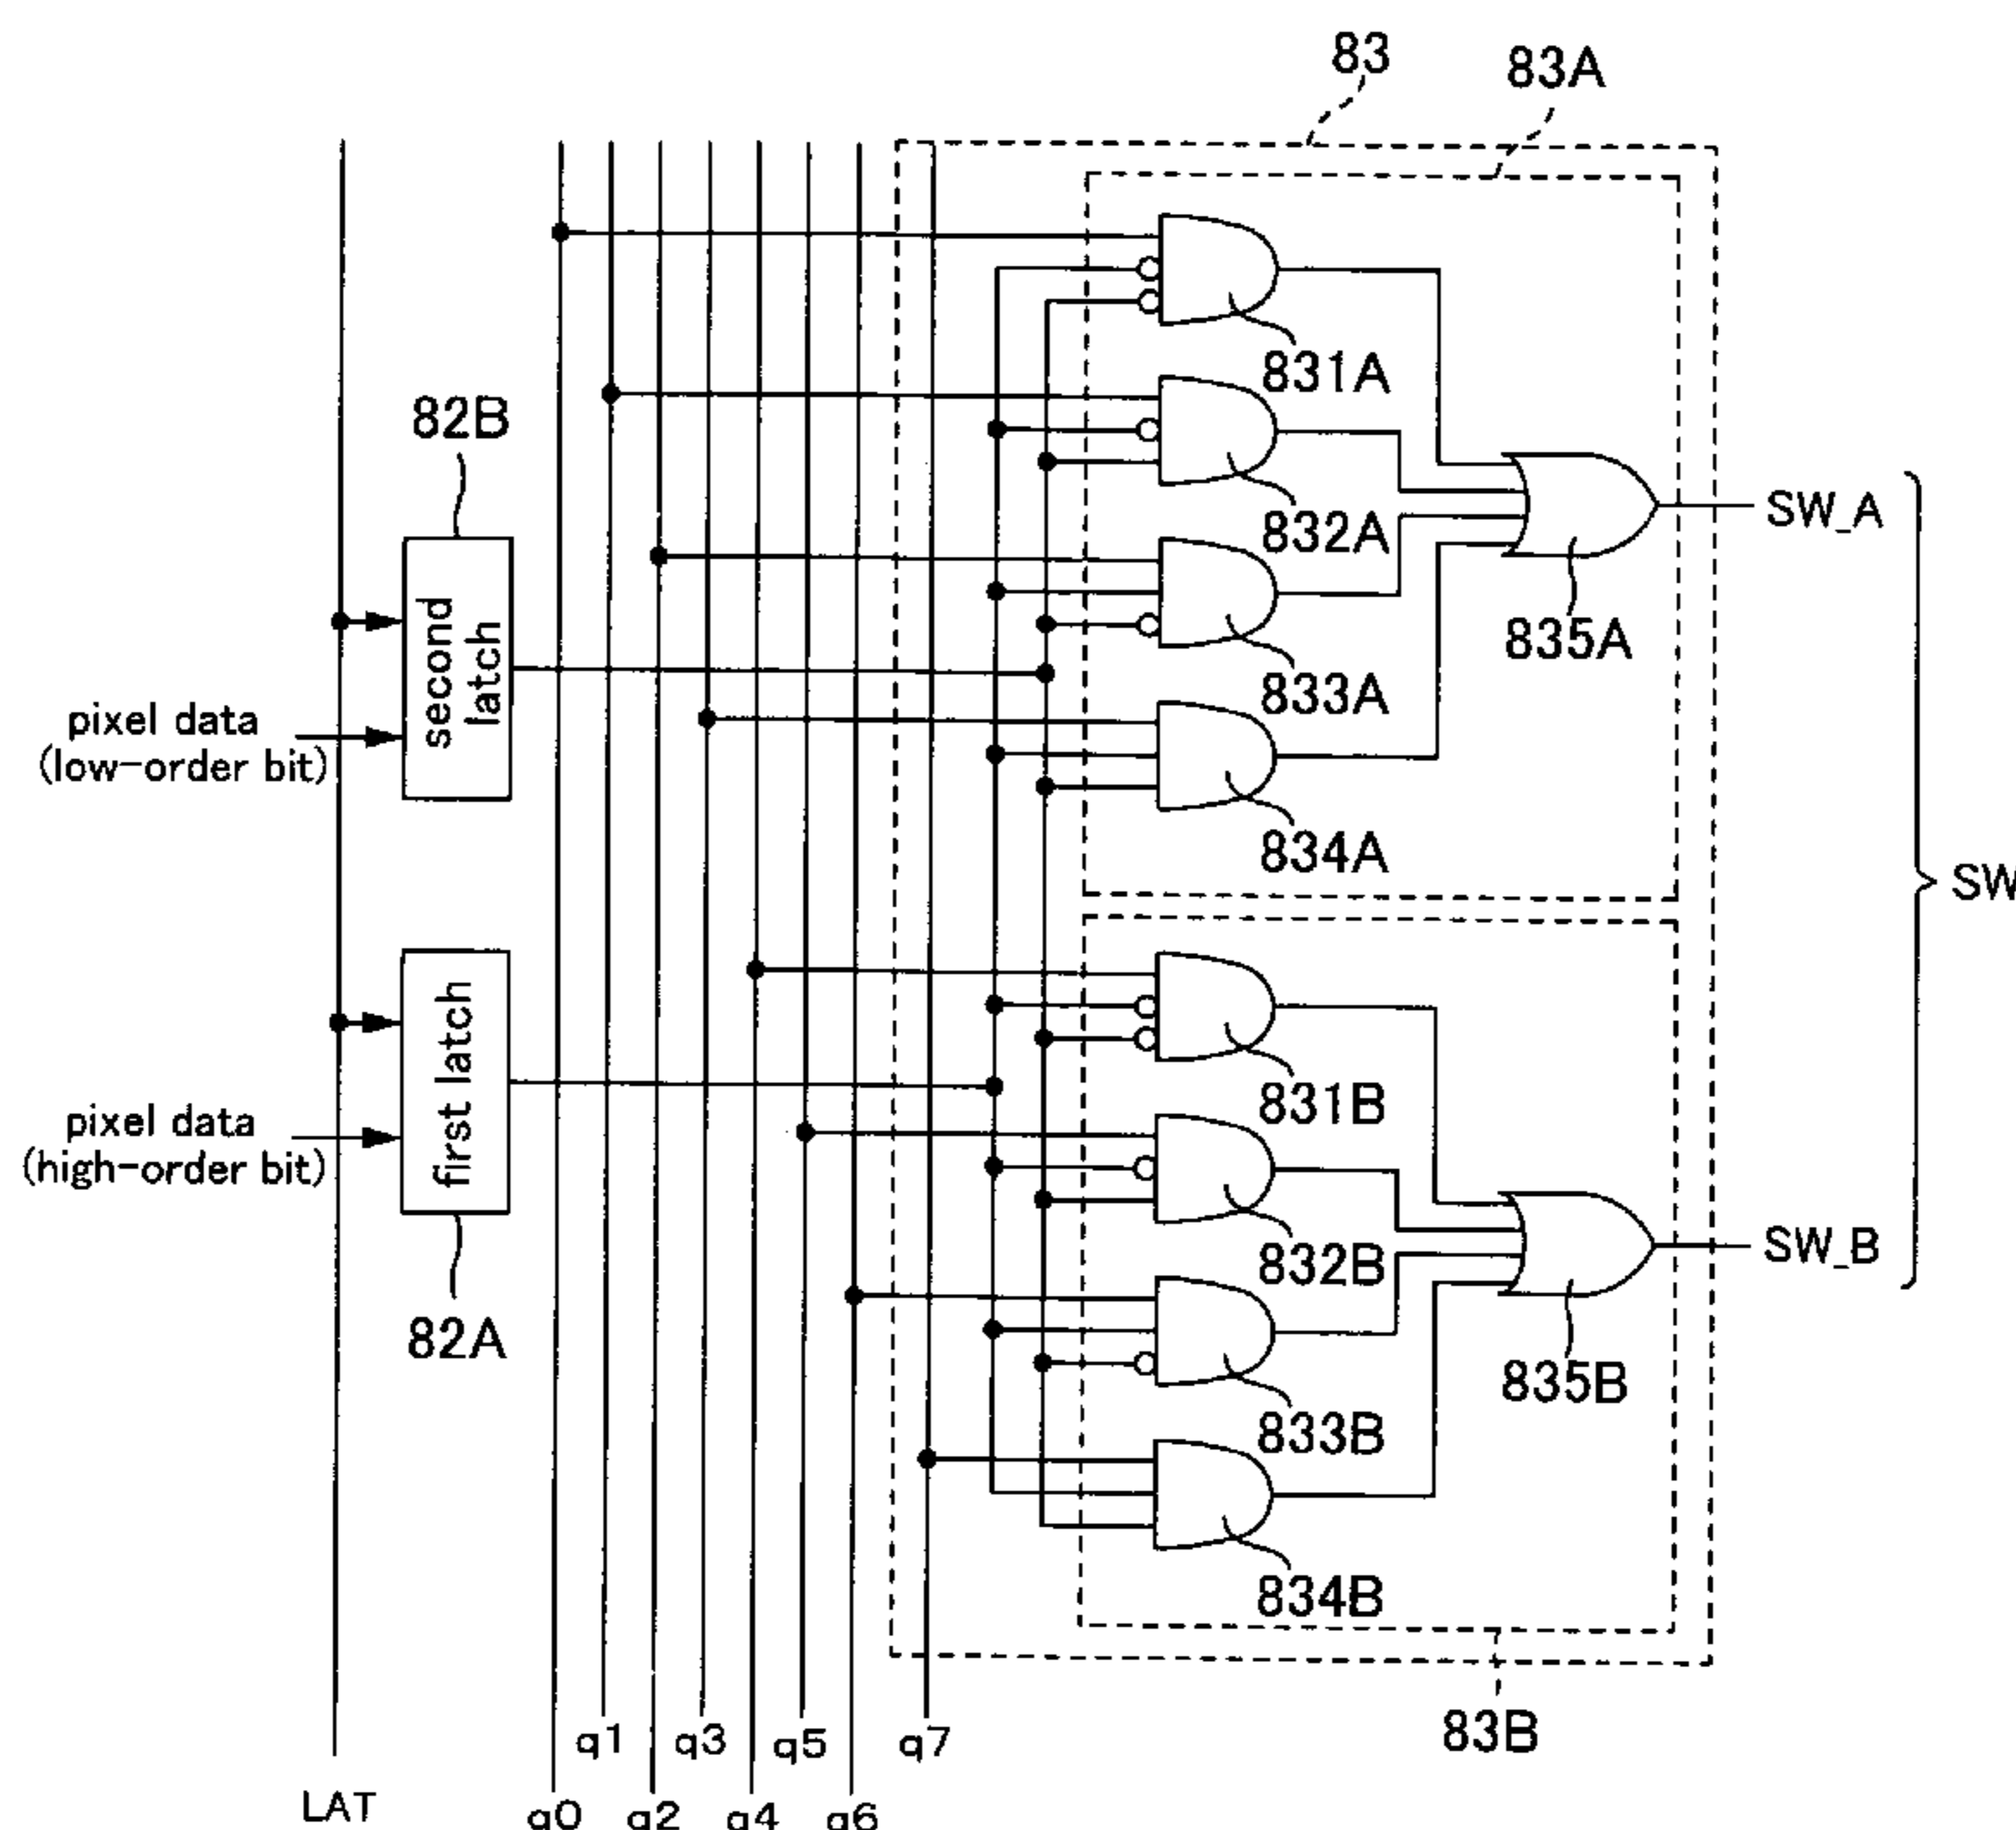 83
83A
831A
82B
832A
SW_A
second
latch
835A
pixel data
(low-order bit)
833A
834A
SW
first latch
831B
pixel data
(high-order bit)
832B
SW_B
82A
835B
833B
834B
83B
q1
q3
q5
q7
LAT
q0
q2
q4
q6